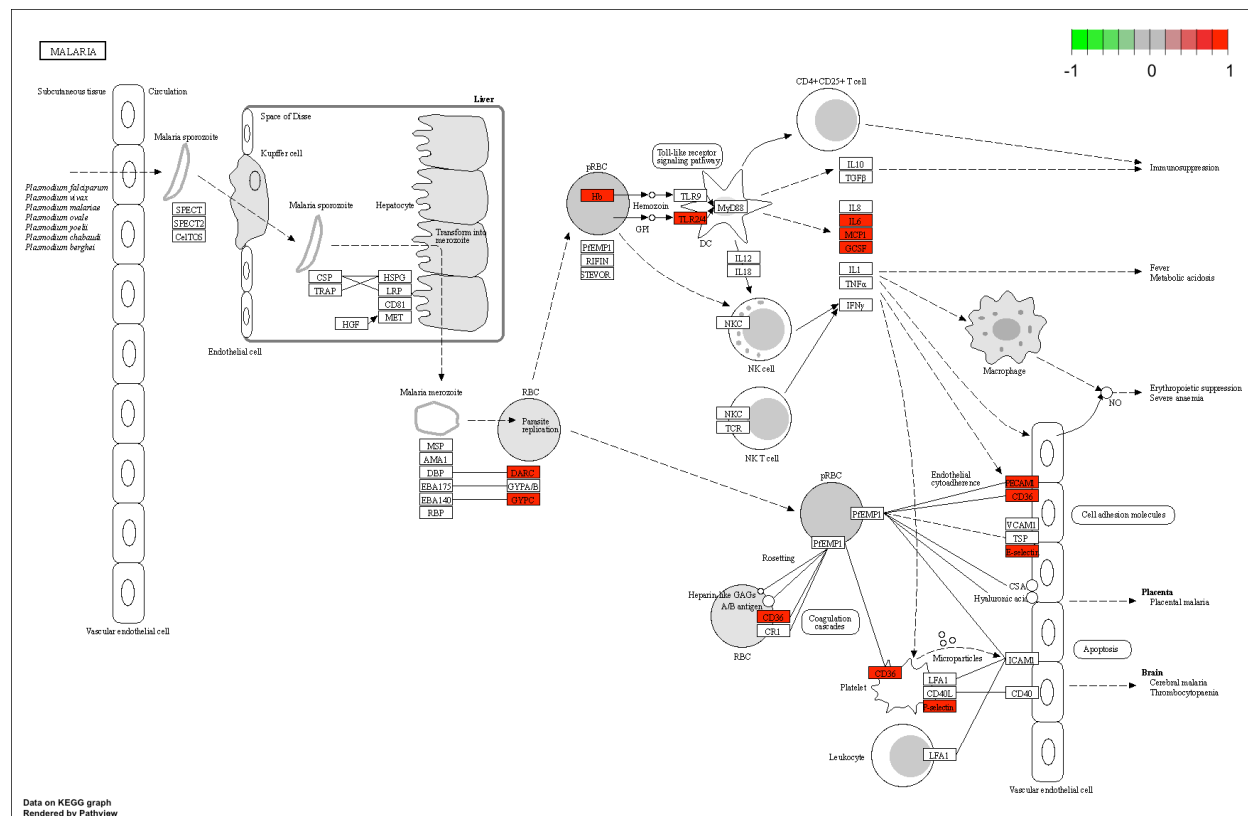 MALARIA
-1 0 1
Subcutaneous tissue
Circulation
Malaria sporozoite
Plasmodium falciparum
Plasmodium vivax
Plasmodium malariae
Plasmodium ovale
Plasmodium yoelii
Plasmodium chabaudi
Plasmodium berghei
SPECT
SPECT2
CelTOS
Vascular endothelial cell
Liver
Space of Disse
Kupffer cell
Malaria sporozoite
Hepatocyte
Transform into
merozoite
CSP
TRAP
HSPG
LRP
CD81
MET
HGF
Endothelial cell
Malaria merozoite
MSP
AMA1
DBP
EBA175
EBA140
RBP
RBC
Parasite
replication
DARC
GYPA/B
GYPC
pRBC
Hb
Hemozoin
GPI
PfEMP1
RIFIN
STEVOR
Toll-like receptor
signaling pathway
TLR9
TLR2/4
MyD88
DC
IL12
IL18
NKC
NK cell
NKC
TCR
NK T cell
CD4+CD25+ T cell
IL10
TGFβ
IL8
IL6
MCP1
GCSF
IL1
TNFα
IFNγ
Immunosuppression
Fever
Metabolic acidosis
Macrophage
NO
Erythropoietic suppression
Severe anaemia
pRBC
PfEMP1
PfEMP1
Endothelial
cytoadherence
PECAM1
CD36
VCAM1
TSP
E-selectin
Cell adhesion molecules
CSA
Hyaluronic acid
Placenta
Placental malaria
Rosetting
Heparin-like GAGs
A/B antigen
CD36
CR1
RBC
Coagulation
cascades
CD36
Platelet
Microparticles
LFA1
CD40L
P-selectin
ICAM1
CD40
Apoptosis
Brain
Cerebral malaria
Thrombocytopaenia
Leukocyte
LFA1
Vascular endothelial cell
Data on KEGG graph
Rendered by Pathview